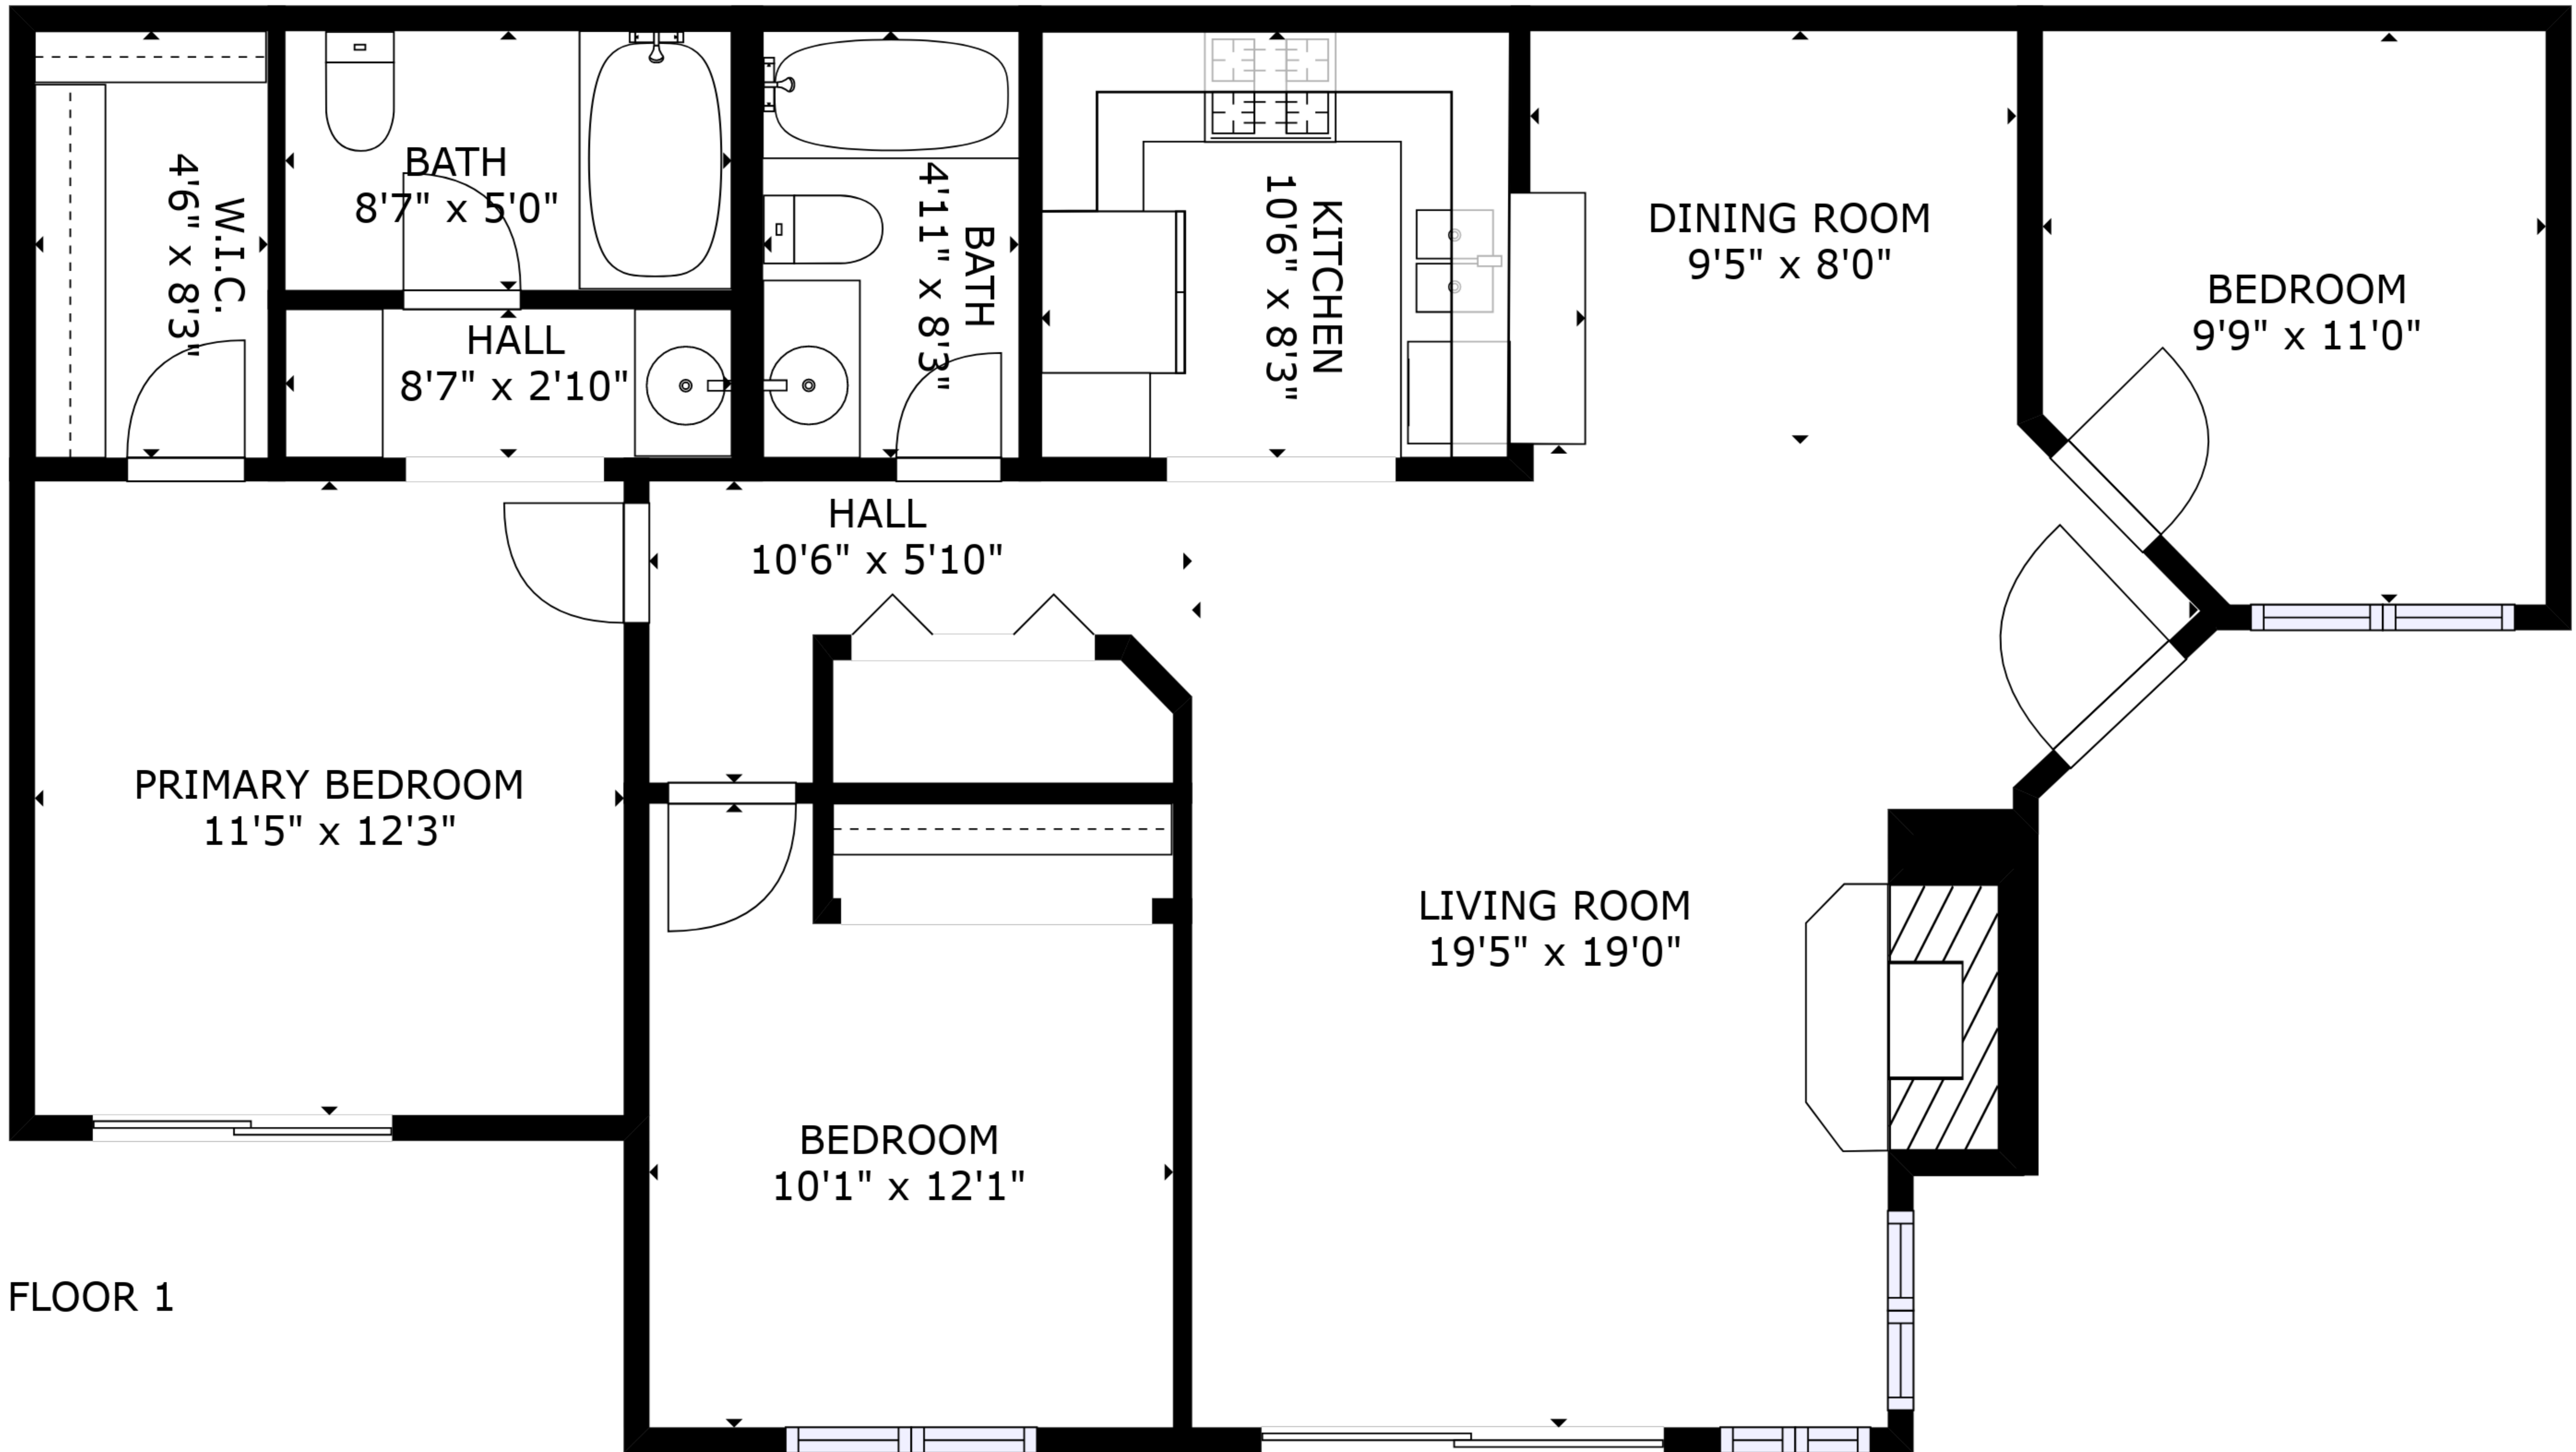 W.I.C.
4'6" x 8'3"
BATH
8'7" x 5'0"
HALL
8'7" x 2'10"
BATH
4'11" x 8'3"
KITCHEN
10'6" x 8'3"
DINING ROOM
9'5" x 8'0"
BEDROOM
9'9" x 11'0"
HALL
10'6" x 5'10"
PRIMARY BEDROOM
11'5" x 12'3"
LIVING ROOM
19'5" x 19'0"
BEDROOM
10'1" x 12'1"
FLOOR 1